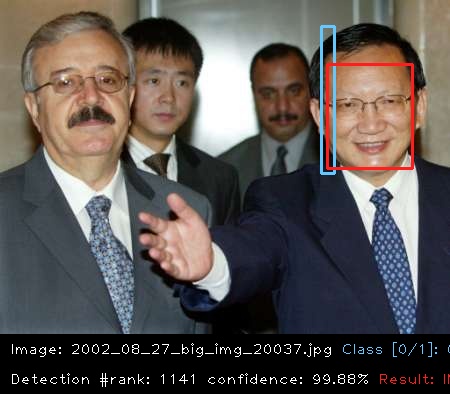 Image: 2002_08_27_big_img_20037.jpg Class [0/1]:
Detection #rank: 1141 confidence: 99.88% Result: